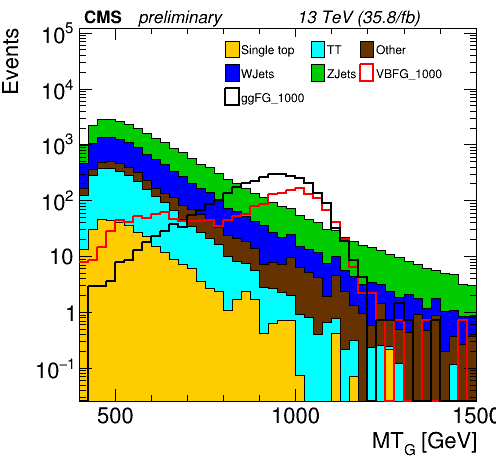 CMS preliminary 13 TeV (35.8/fb)
Events
Single top TT Other
WJets ZJets VBFG_1000
ggFG_1000
10^5
10^4
10^3
10^2
10
1
10^−1
500 1000 1500
MT_G [GeV]